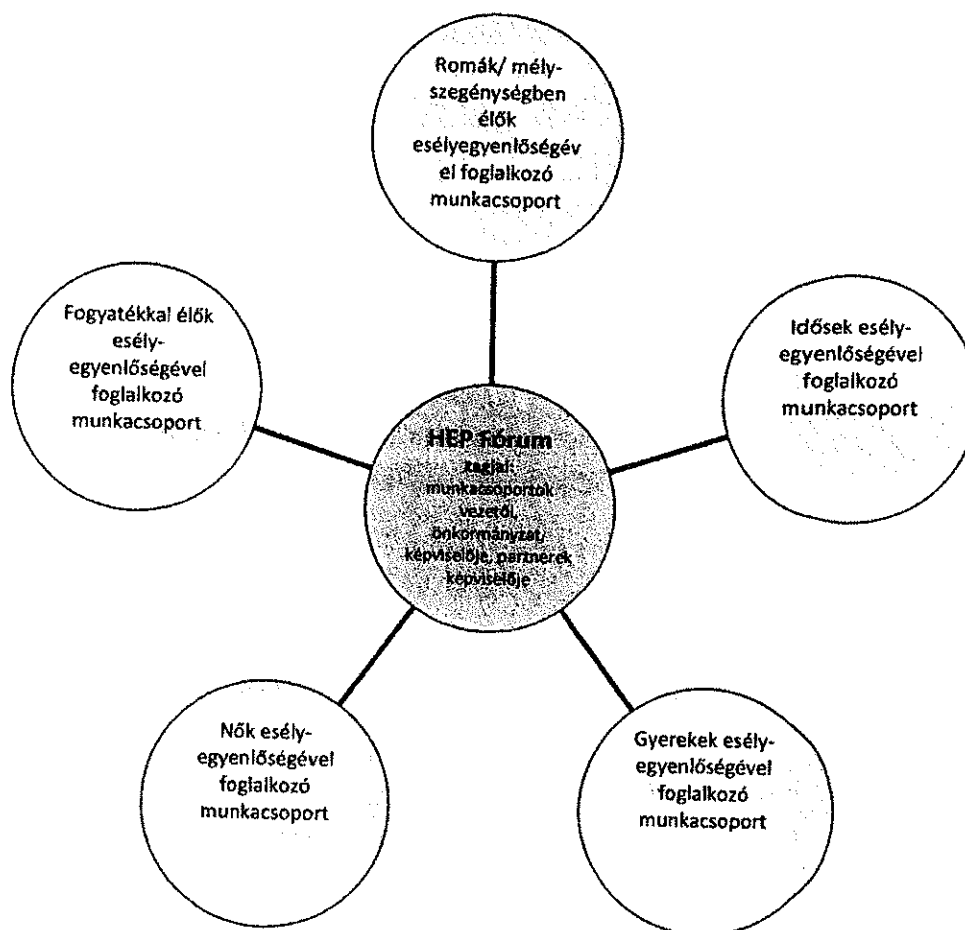 Romák/ mély-
szegénységben
élők
esélyegyenlőségév
el foglalkozó
munkacsoport
Fogyatékkal élők
esély-
egyenlőségével
foglalkozó
munkacsoport
Idősek esély-
egyenlőségével
foglalkozó
munkacsoport
HEP Fórum
tagjai:
munkacsoportok
vezetői,
önkormányzat
képviselője, partnerek
képviselője
Nők esély-
egyenlőségével
foglalkozó
munkacsoport
Gyerekek esély-
egyenlőségével
foglalkozó
munkacsoport